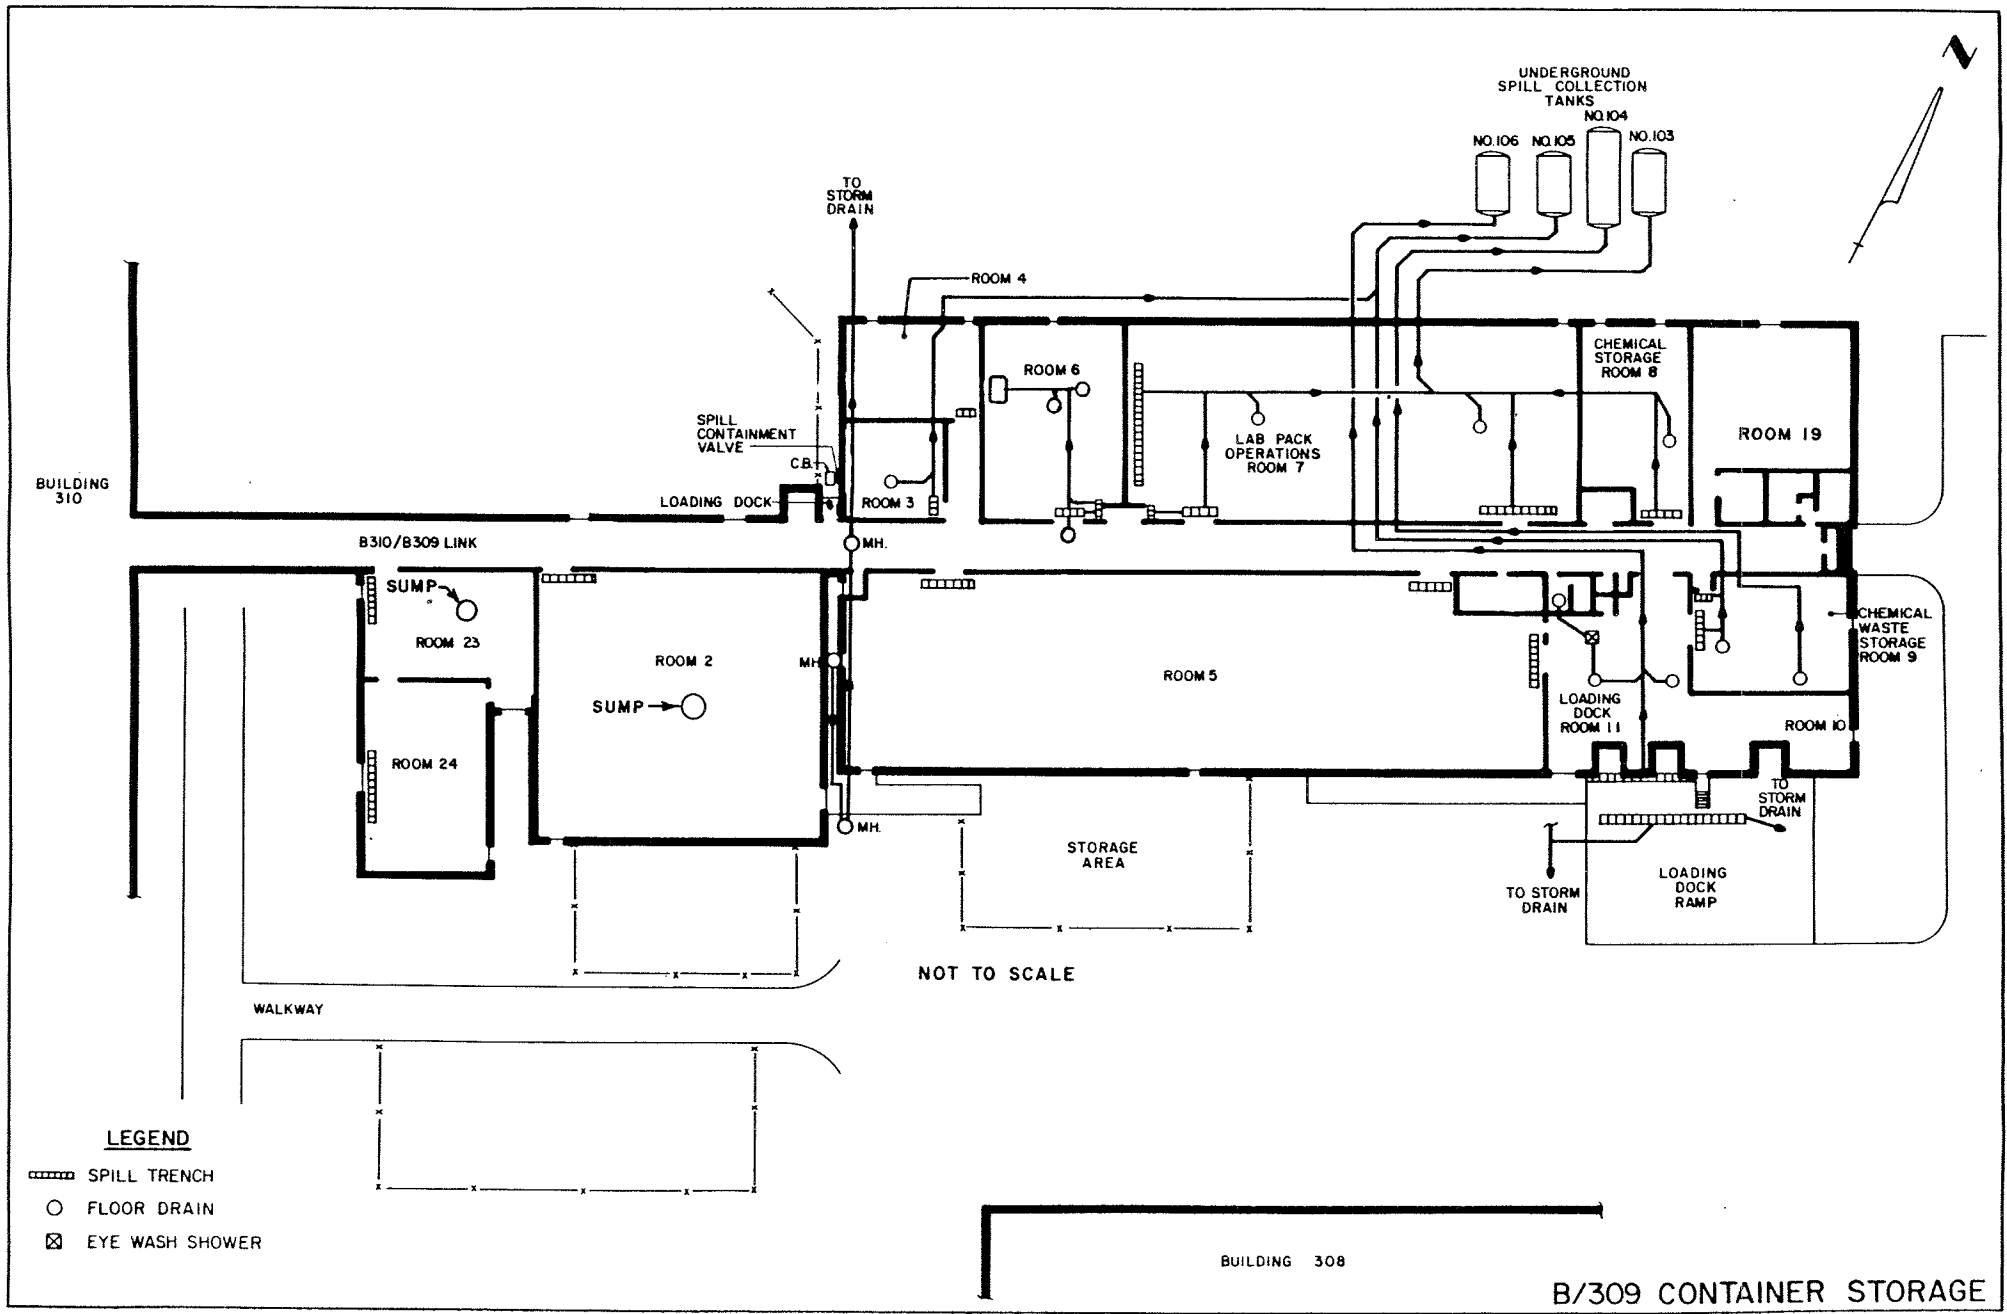 N
UNDERGROUND
SPILL COLLECTION
TANKS
NO.104
NO.106
NO.105
NO.103
TO
STORM
DRAIN
ROOM 4
CHEMICAL
STORAGE
ROOM 8
ROOM 6
SPILL
CONTAINMENT
VALVE
C.B.
LAB PACK
OPERATIONS
ROOM 7
ROOM 19
BUILDING
310
LOADING DOCK
ROOM 3
B310/B309 LINK
MH.
SUMP
ROOM 23
ROOM 2
MH
SUMP
ROOM 5
CHEMICAL
WASTE
STORAGE
ROOM 9
LOADING
DOCK
ROOM 11
ROOM 10
ROOM 24
TO
STORM
DRAIN
MH.
STORAGE
AREA
TO STORM
DRAIN
LOADING
DOCK
RAMP
NOT TO SCALE
WALKWAY
LEGEND
SPILL TRENCH
FLOOR DRAIN
EYE WASH SHOWER
BUILDING 308
B/309 CONTAINER STORAGE